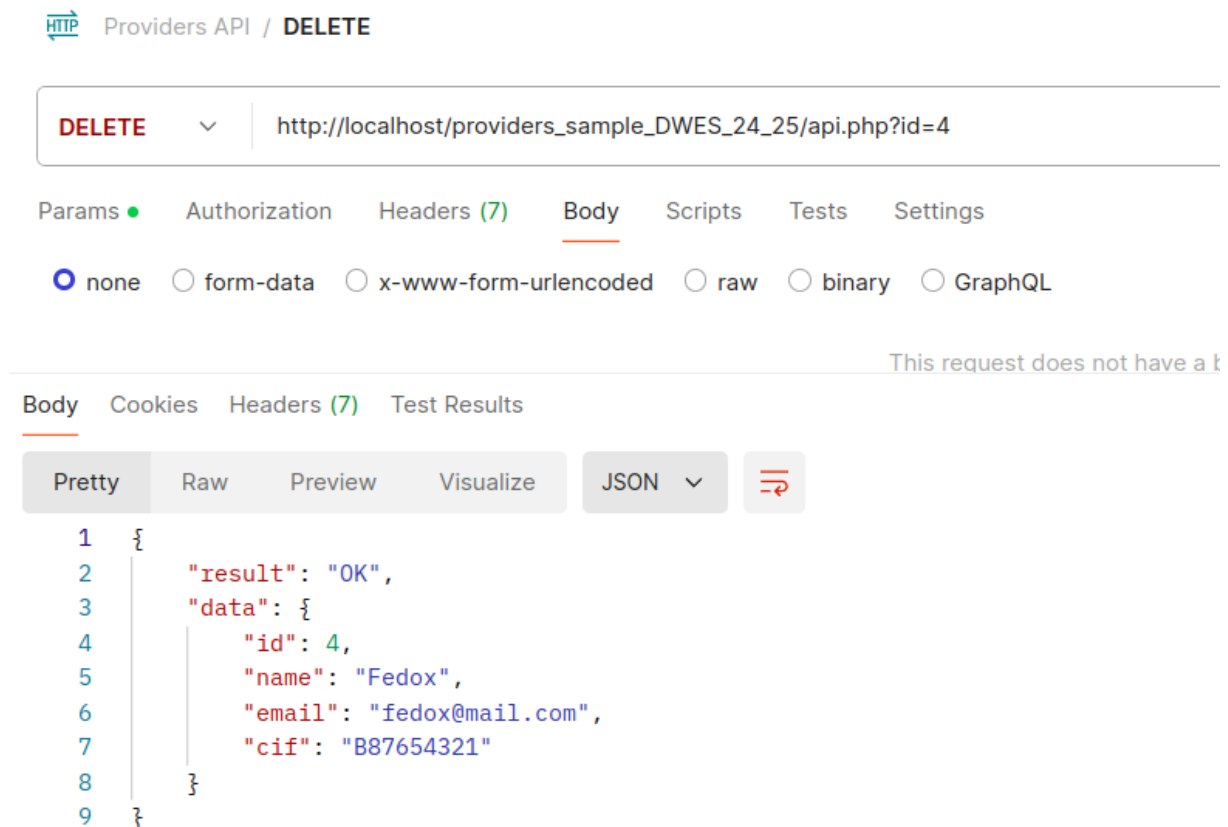 HTTP Providers API / DELETE
DELETE http://localhost/providers_sample_DWES_24_25/api.php?id=4
Params Authorization Headers (7) Body Scripts Tests Settings
none form-data x-www-form-urlencoded raw binary GraphQL
This request does not have a
Body Cookies Headers (7) Test Results
Pretty Raw Preview Visualize JSON
1 {
2 "result": "OK",
3 "data": {
4 "id": 4,
5 "name": "Fedox",
6 "email": "fedox@mail.com",
7 "cif": "B87654321"
8 }
9 }